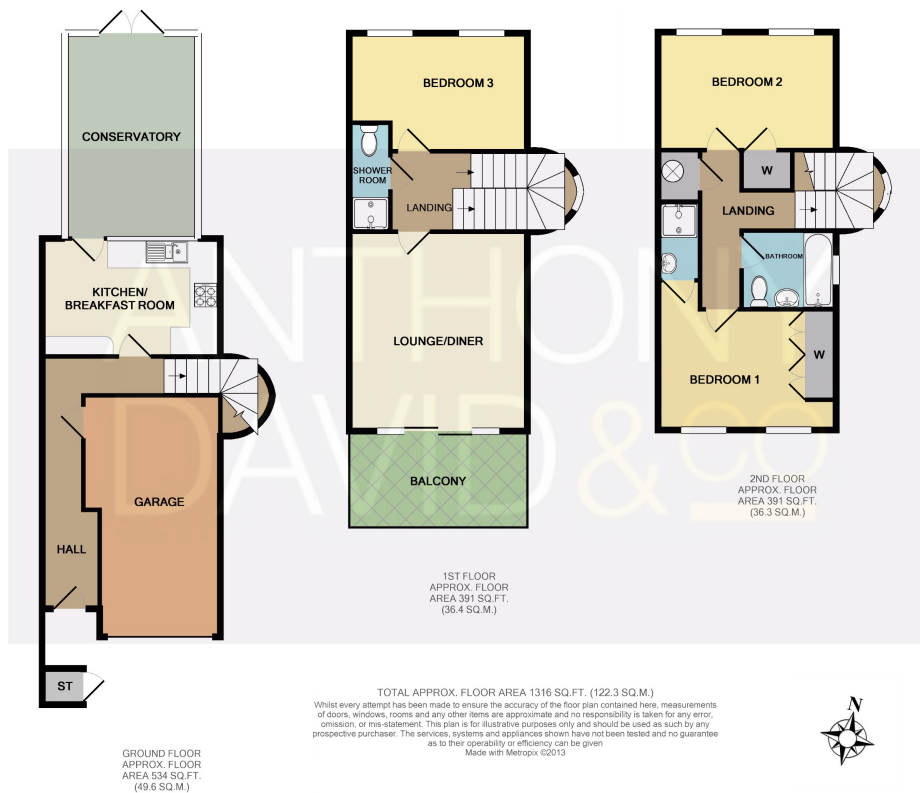 CONSERVATORY
KITCHEN/
BREAKFAST ROOM
GARAGE
HALL
ST
GROUND FLOOR
APPROX. FLOOR
AREA 534 SQ.FT.
(49.6 SQ.M.)
BEDROOM 3
SHOWER
ROOM
LANDING
LOUNGE/DINER
BALCONY
1ST FLOOR
APPROX. FLOOR
AREA 391 SQ.FT.
(36.4 SQ.M.)
BEDROOM 2
W
LANDING
BATHROOM
BEDROOM 1
W
2ND FLOOR
APPROX. FLOOR
AREA 391 SQ.FT.
(36.3 SQ.M.)
ANTHONY
DAVID & CO
TOTAL APPROX. FLOOR AREA 1316 SQ.FT. (122.3 SQ.M.)
Whilst every attempt has been made to ensure the accuracy of the floor plan contained here, measurements
of doors, windows, rooms and any other items are approximate and no responsibility is taken for any error,
omission, or mis-statement. This plan is for illustrative purposes only and should be used as such by any
prospective purchaser. The services, systems and appliances shown have not been tested and no guarantee
as to their operability or efficiency can be given
Made with Metropix ©2013
N